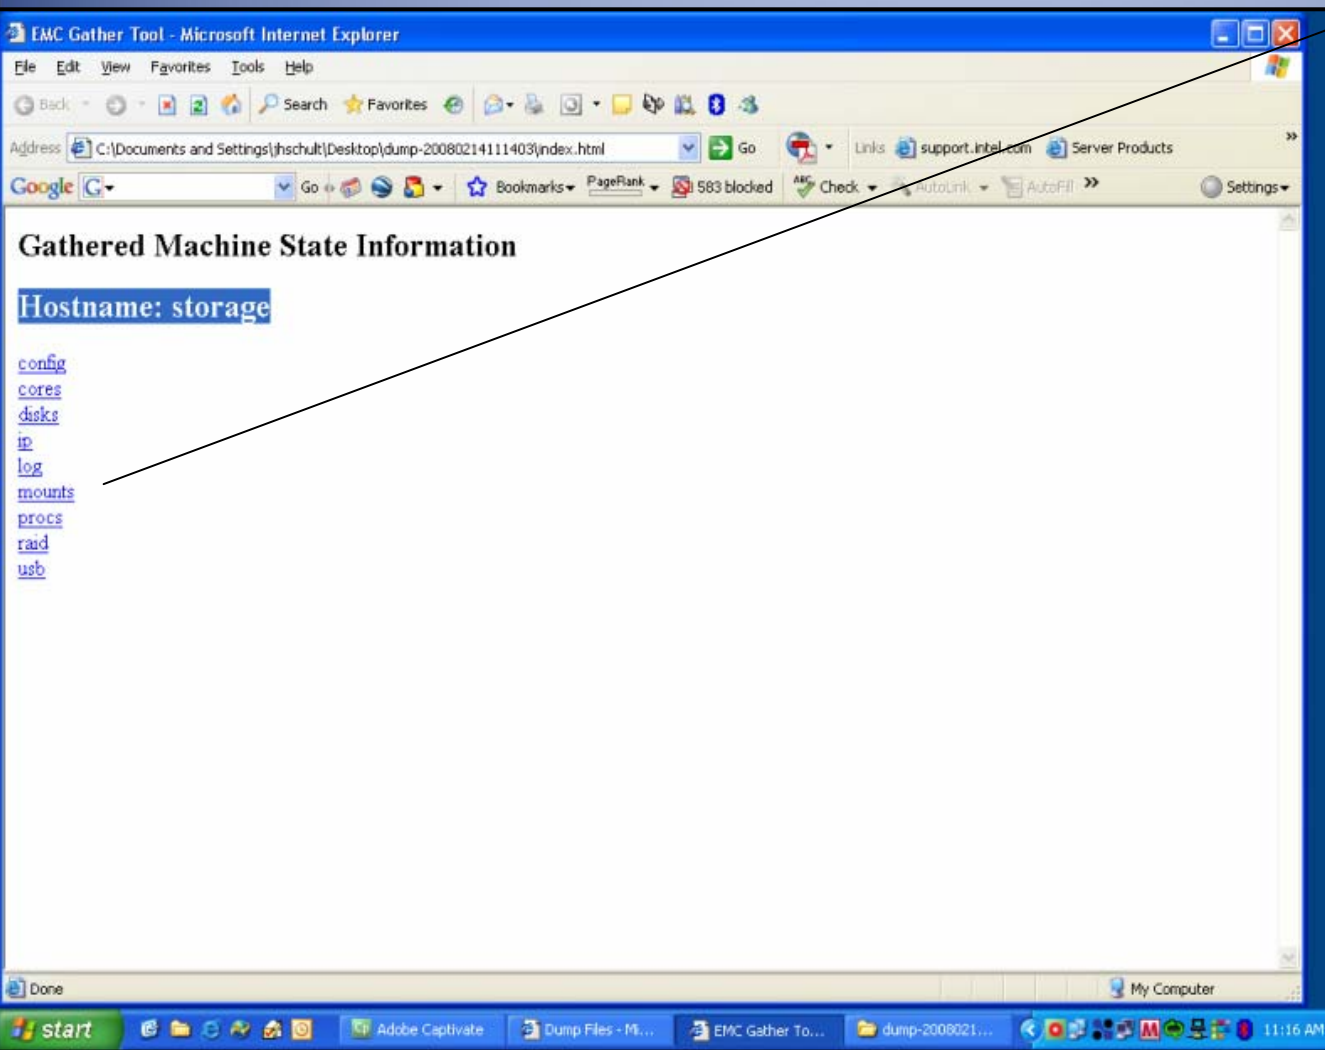 EMC Gather Tool - Microsoft Internet Explorer
File Edit View Favorites Tools Help
Back Search Favorites
Address C:\Documents and Settings\jhschult\Desktop\dump-20080214111403\index.html Go Links support.intel.com Server Products »
Google G Go Bookmarks PageRank 583 blocked Check AutoLink AutoFill » Settings
Gathered Machine State Information
Hostname: storage
config
cores
disks
ip
log
mounts
procs
raid
usb
Done My Computer
start Adobe Captivate Dump Files - Mi... EMC Gather To... dump-2008021... 11:16 AM